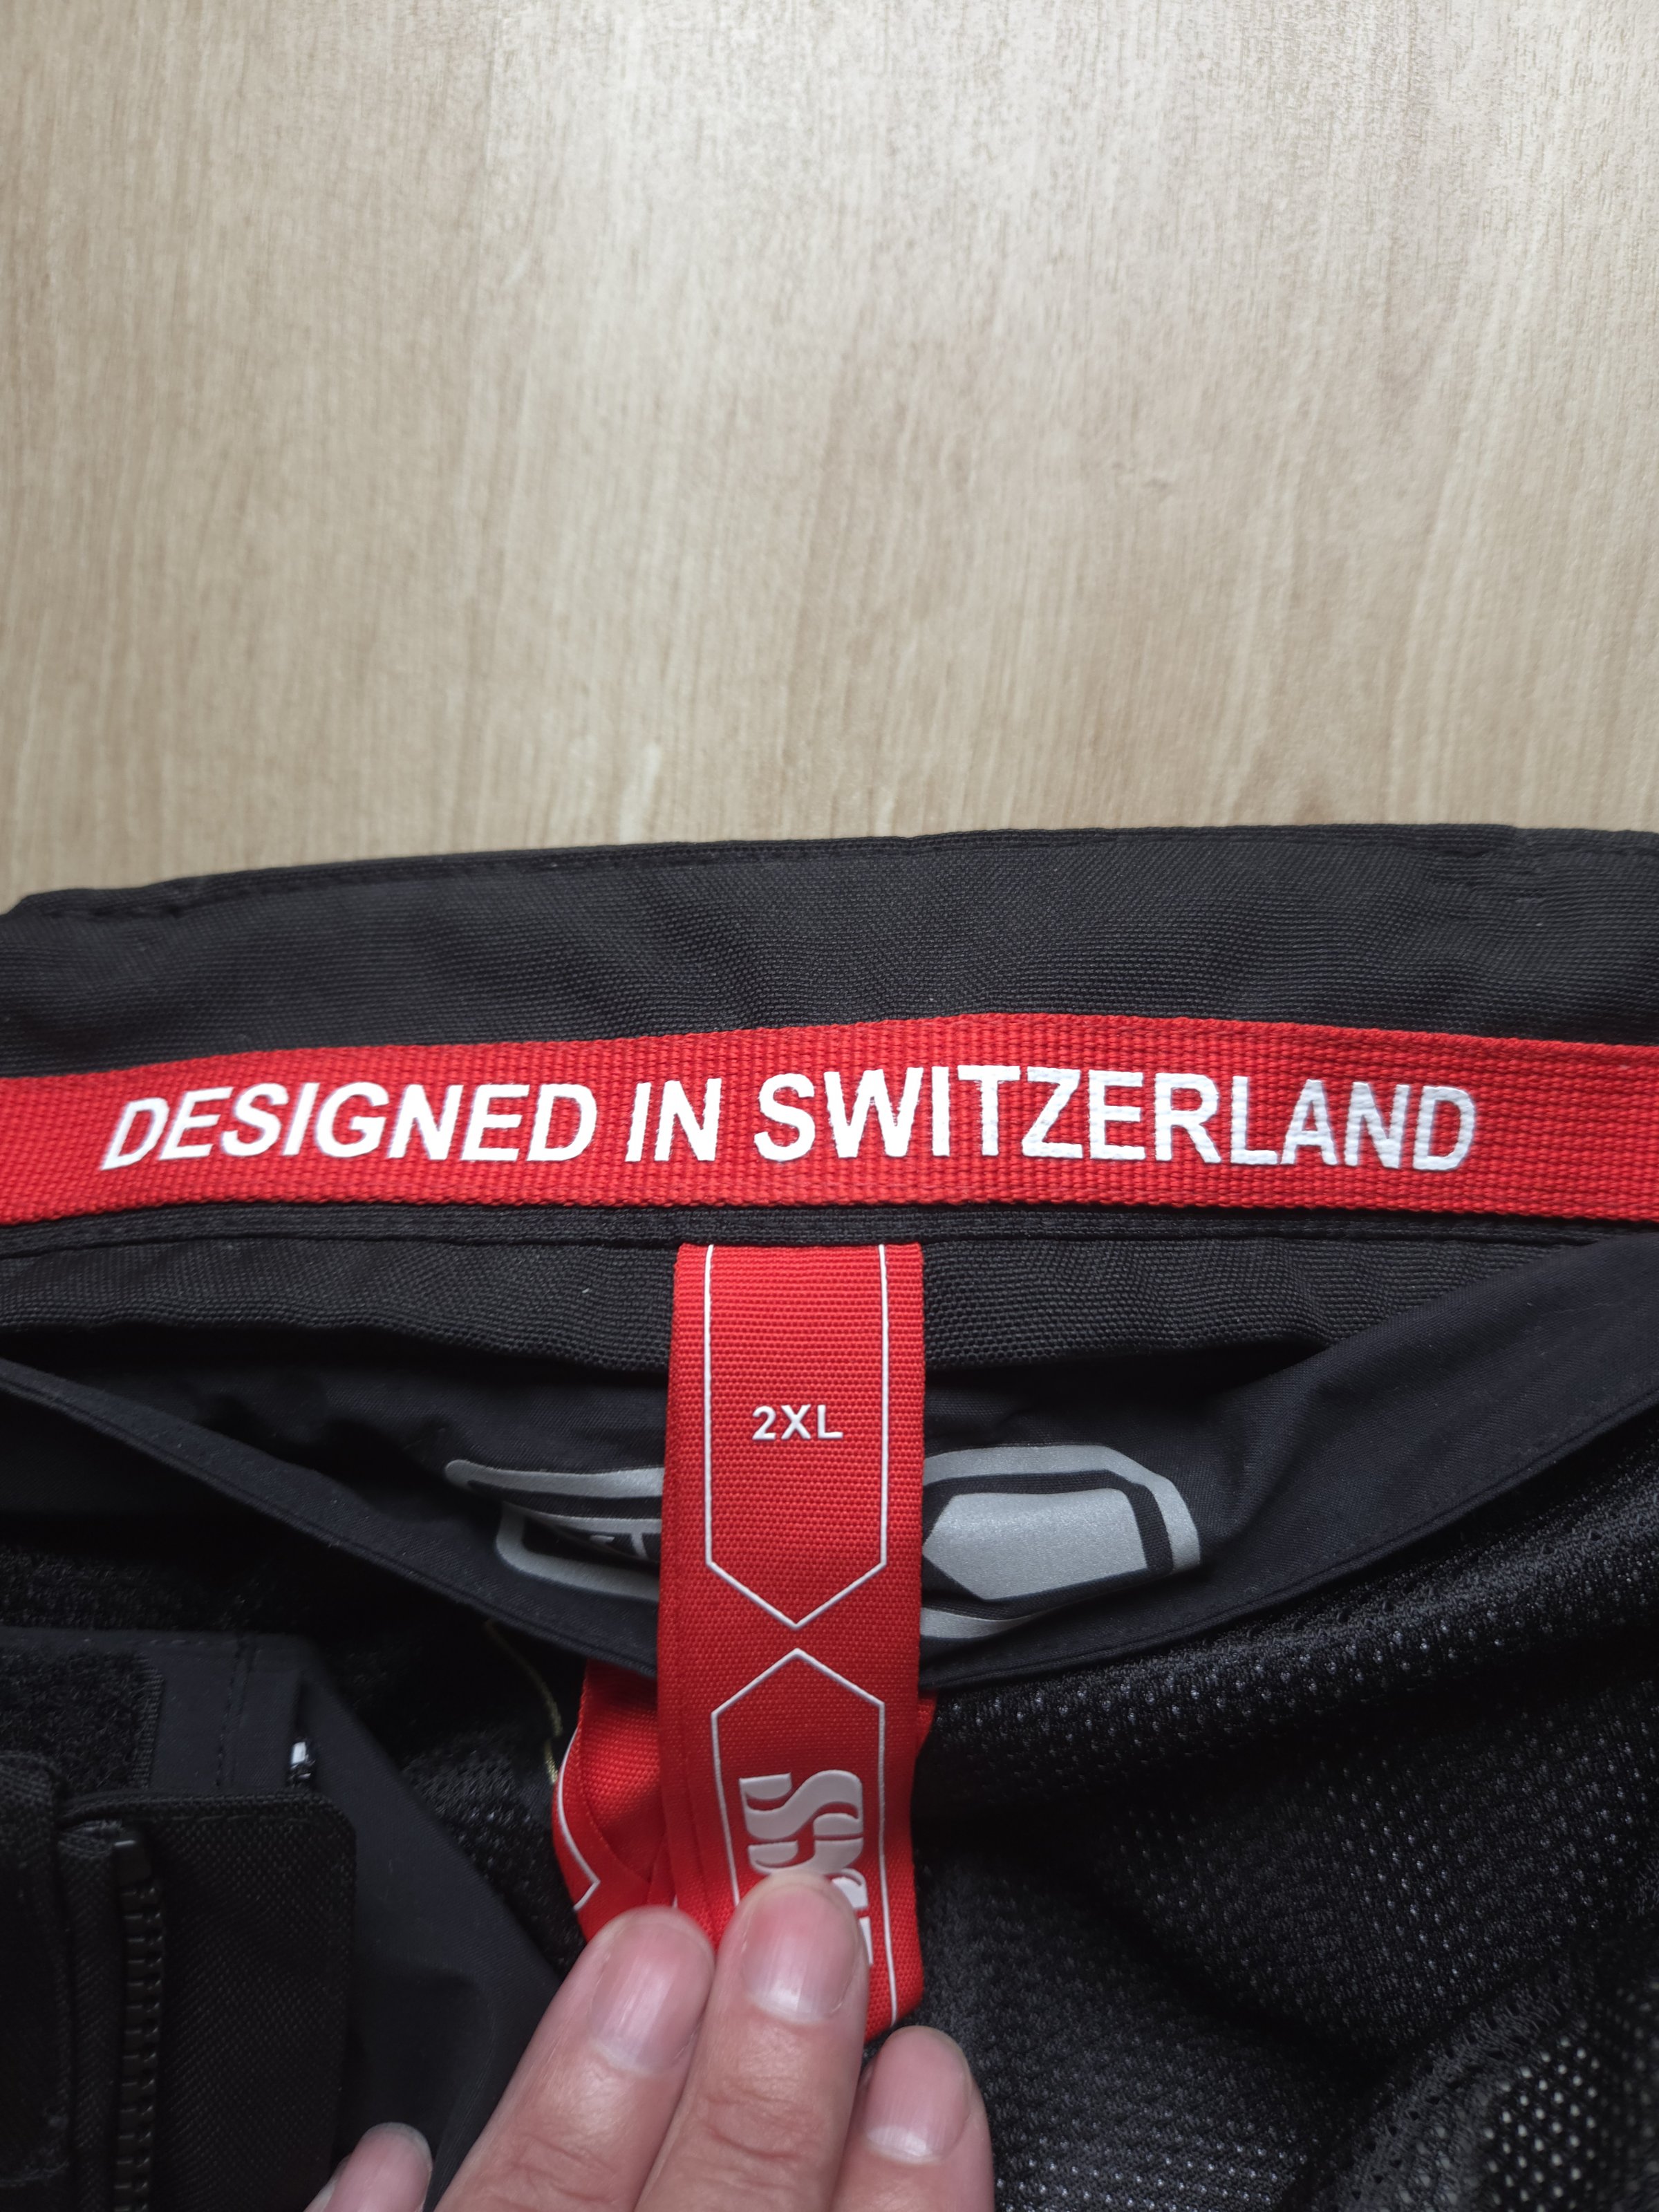 DESIGNED IN SWITZERLAND
2XL